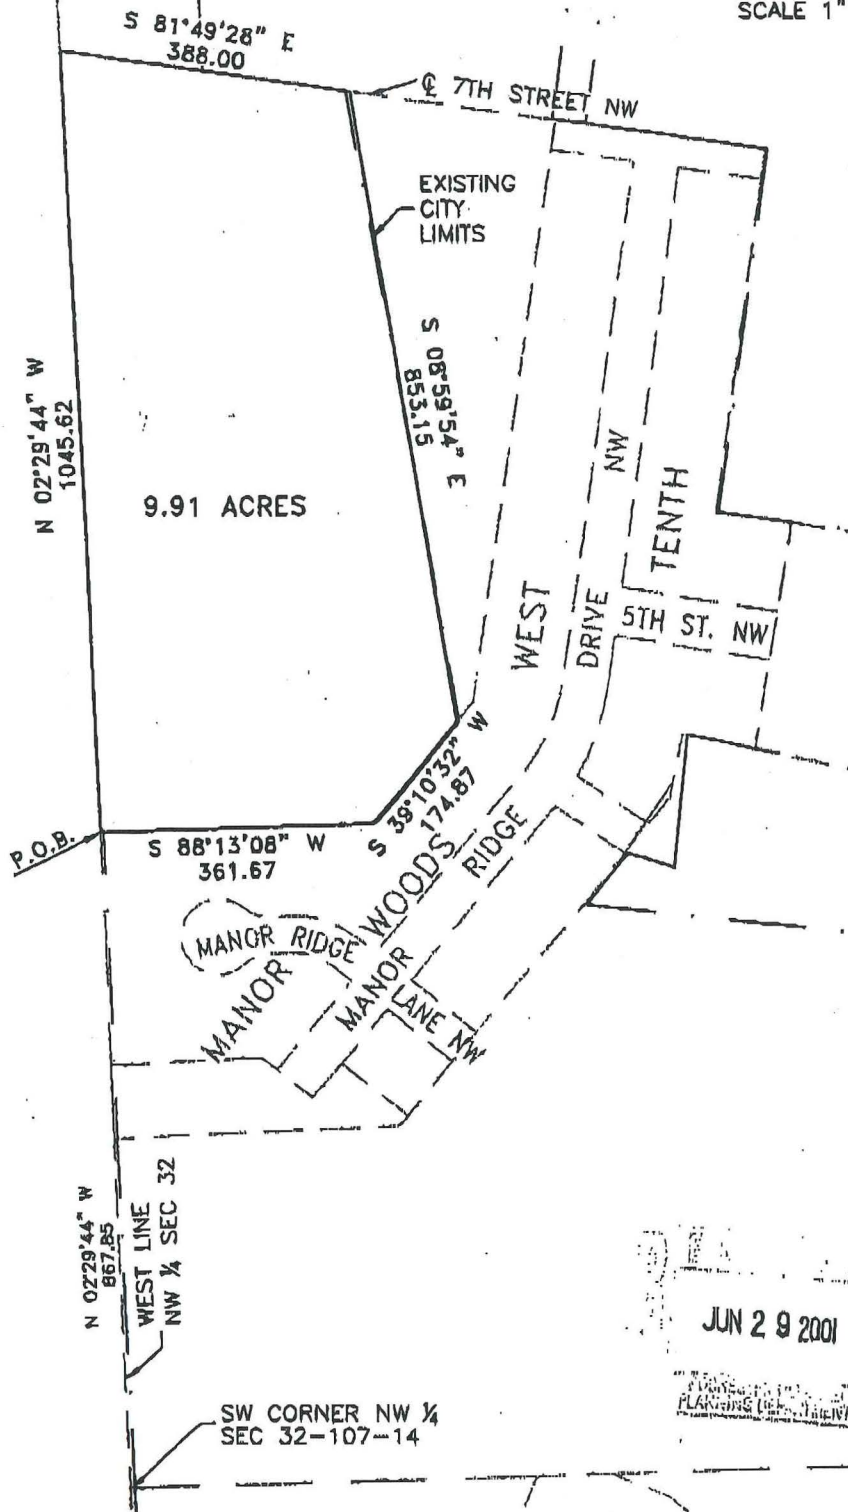 SCALE 1"
S 81°49'28" E
388.00
℄ 7TH STREET NW
EXISTING
CITY
LIMITS
S 08°59'54" E
853.15
N 02°29'44" W
1045.62
9.91 ACRES
WEST
TENTH
DRIVE NW
5TH ST. NW
S 39°10'32" W
174.87
P.O.B.
S 88°13'08" W
361.67
MANOR WOODS
MANOR RIDGE
MANOR RIDGE
LANE NW
N 02°29'44" W
867.85
WEST LINE
NW ¼ SEC 32
JUN 29 2001
PLANNING DEPARTMENT
SW CORNER NW ¼
SEC 32-107-14